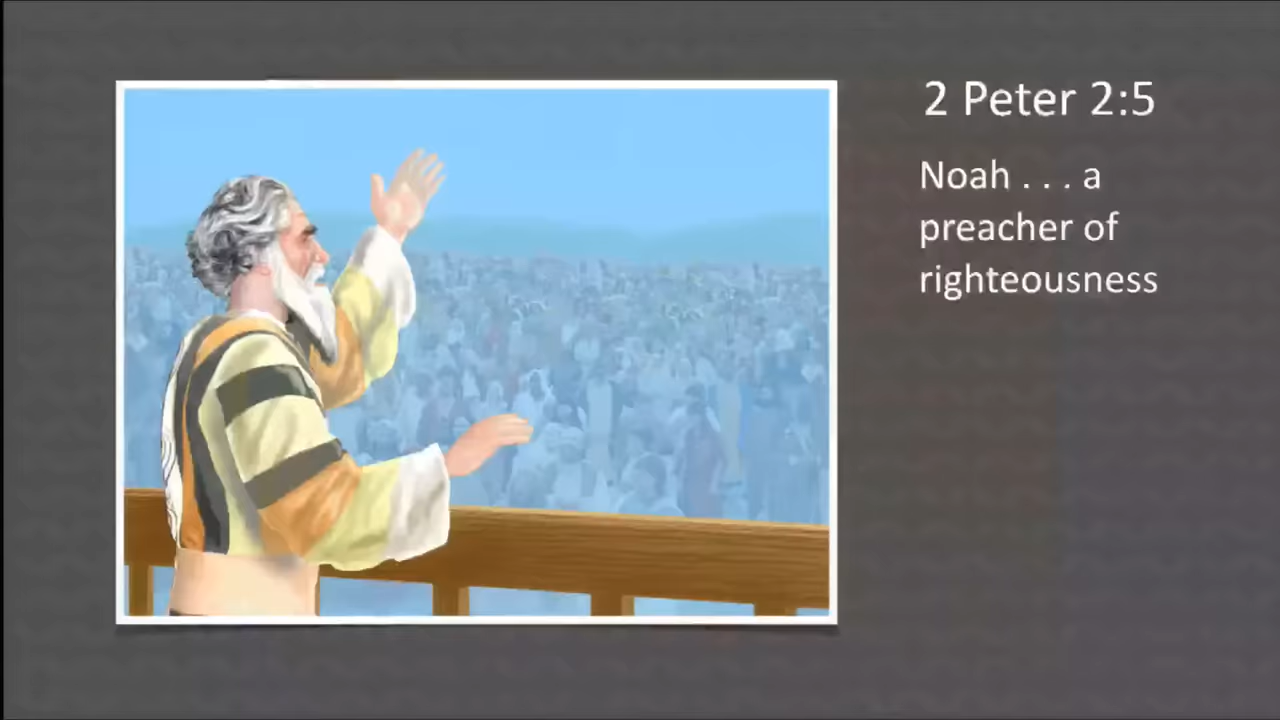 2 Peter 2:5
Noah . . . a
preacher of
righteousness